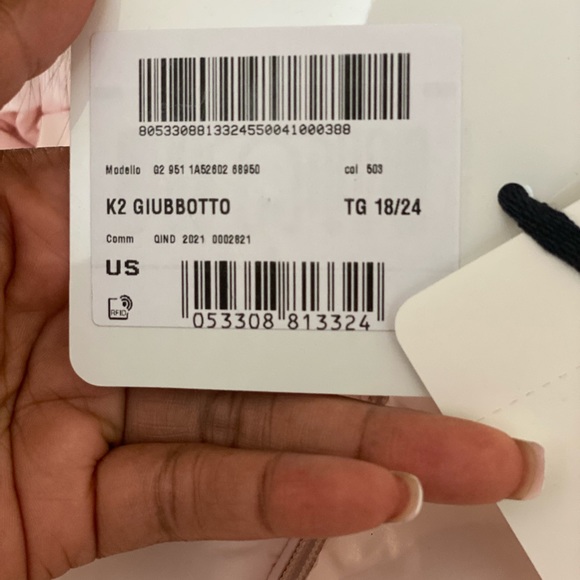 8053308813324550041000388
Modello G2 951 1A52602 68950 col 503
K2 GIUBBOTTO TG 18/24
Comm QIND 2021 0002821
US
RFID
053308 813324